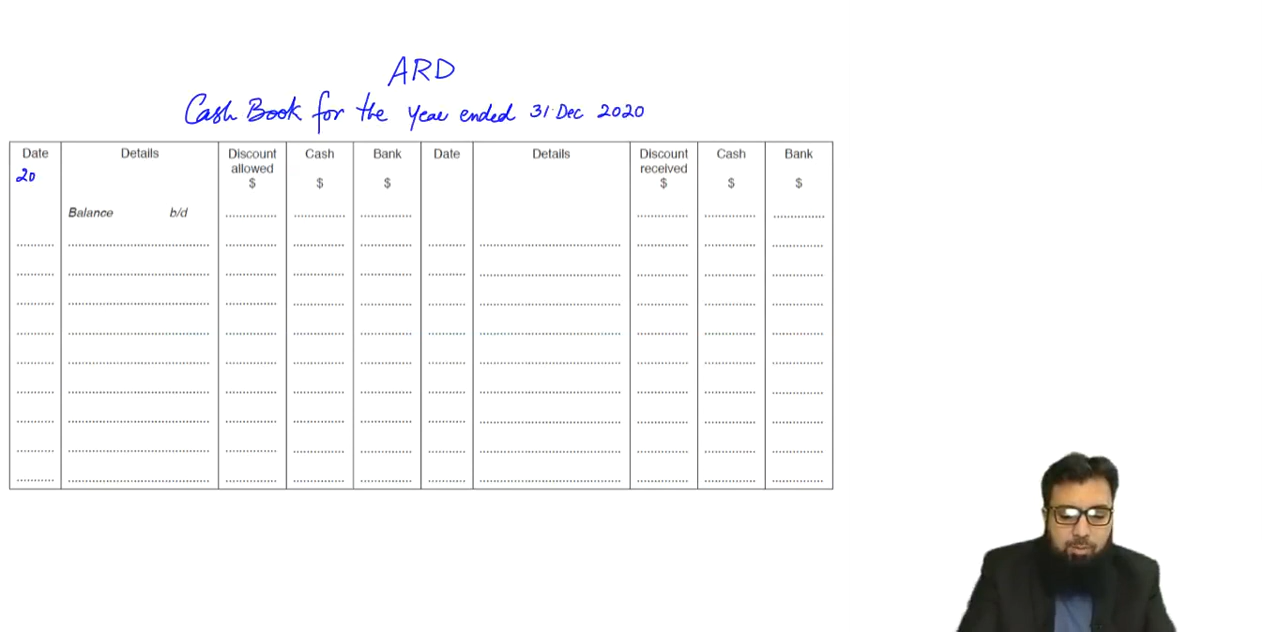 ARD
Cash Book for the year ended 31 Dec 2020
Date Details Discount allowed $ Cash $ Bank $ Date Details Discount received $ Cash $ Bank $
20
Balance b/d